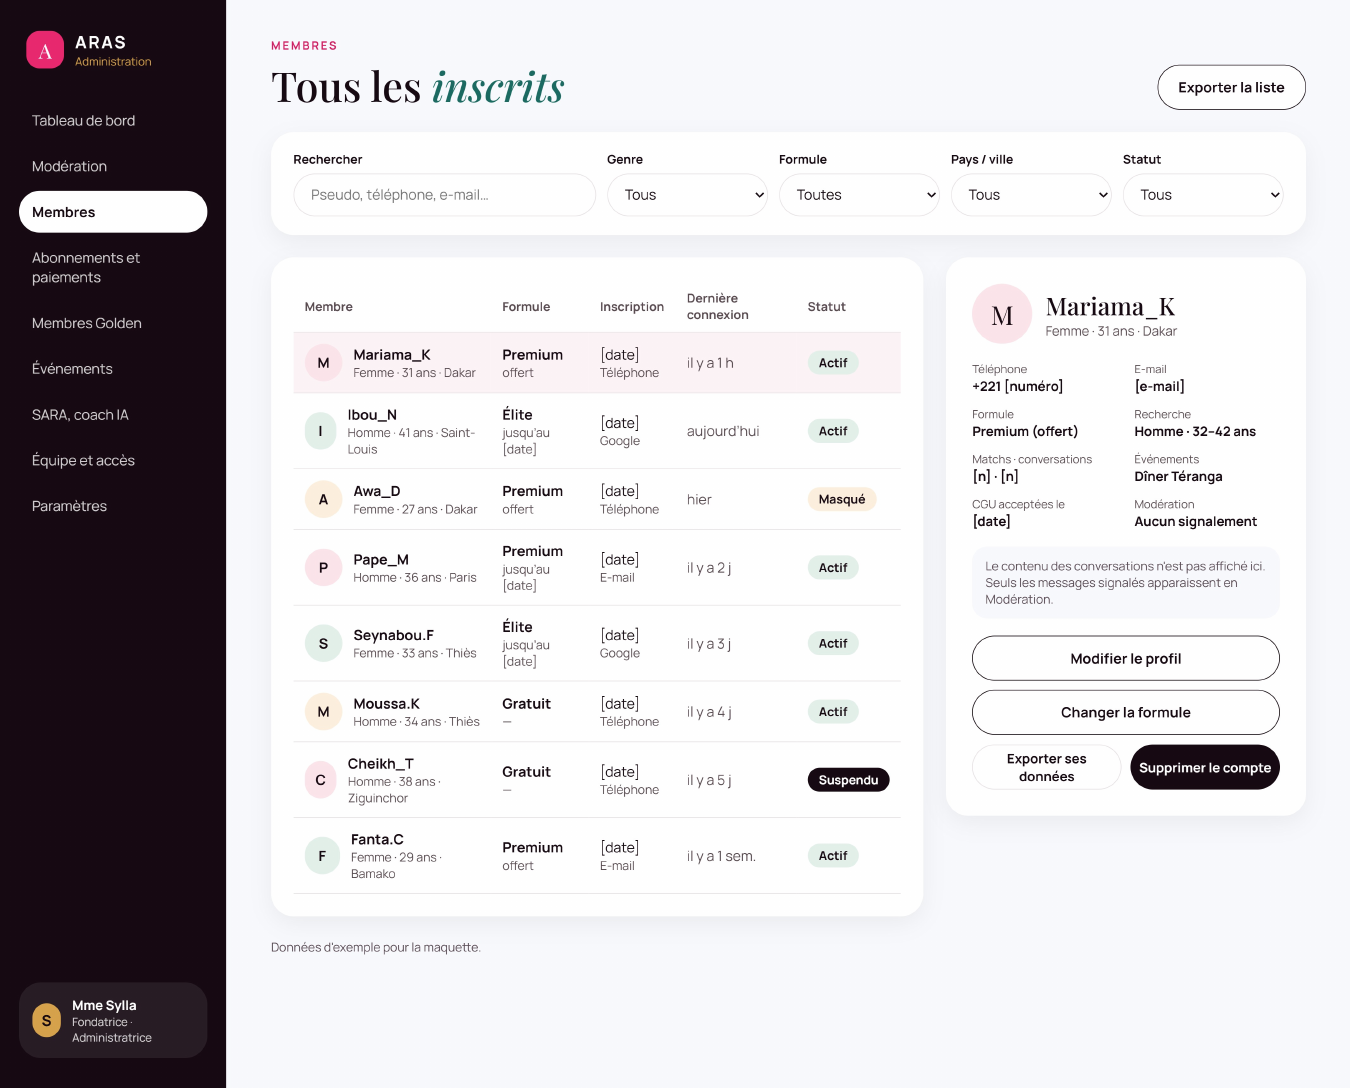 A
ARAS
Administration
Tableau de bord
Modération
Membres
Abonnements et
paiements
Membres Golden
Événements
SARA, coach IA
Équipe et accès
Paramètres
S
Mme Sylla
Fondatrice ·
Administratrice
MEMBRES
Tous les inscrits
Exporter la liste
Rechercher
Pseudo, téléphone, e-mail…
Genre
Tous
Formule
Toutes
Pays / ville
Tous
Statut
Tous
Membre
Formule
Inscription
Dernière
connexion
Statut
M
Mariama_K
Femme · 31 ans · Dakar
Premium
offert
[date]
Téléphone
il y a 1 h
Actif
I
Ibou_N
Homme · 41 ans · Saint-
Louis
Élite
jusqu'au
[date]
[date]
Google
aujourd'hui
Actif
A
Awa_D
Femme · 27 ans · Dakar
Premium
offert
[date]
Téléphone
hier
Masqué
P
Pape_M
Homme · 36 ans · Paris
Premium
jusqu'au
[date]
[date]
E-mail
il y a 2 j
Actif
S
Seynabou.F
Femme · 33 ans · Thiès
Élite
jusqu'au
[date]
[date]
Google
il y a 3 j
Actif
M
Moussa.K
Homme · 34 ans · Thiès
Gratuit
—
[date]
Téléphone
il y a 4 j
Actif
C
Cheikh_T
Homme · 38 ans ·
Ziguinchor
Gratuit
—
[date]
Téléphone
il y a 5 j
Suspendu
F
Fanta.C
Femme · 29 ans ·
Bamako
Premium
offert
[date]
E-mail
il y a 1 sem.
Actif
Données d'exemple pour la maquette.
M
Mariama_K
Femme · 31 ans · Dakar
Téléphone
+221 [numéro]
E-mail
[e-mail]
Formule
Premium (offert)
Recherche
Homme · 32–42 ans
Matchs · conversations
[n] · [n]
Événements
Dîner Téranga
CGU acceptées le
[date]
Modération
Aucun signalement
Le contenu des conversations n'est pas affiché ici.
Seuls les messages signalés apparaissent en
Modération.
Modifier le profil
Changer la formule
Exporter ses
données
Supprimer le compte